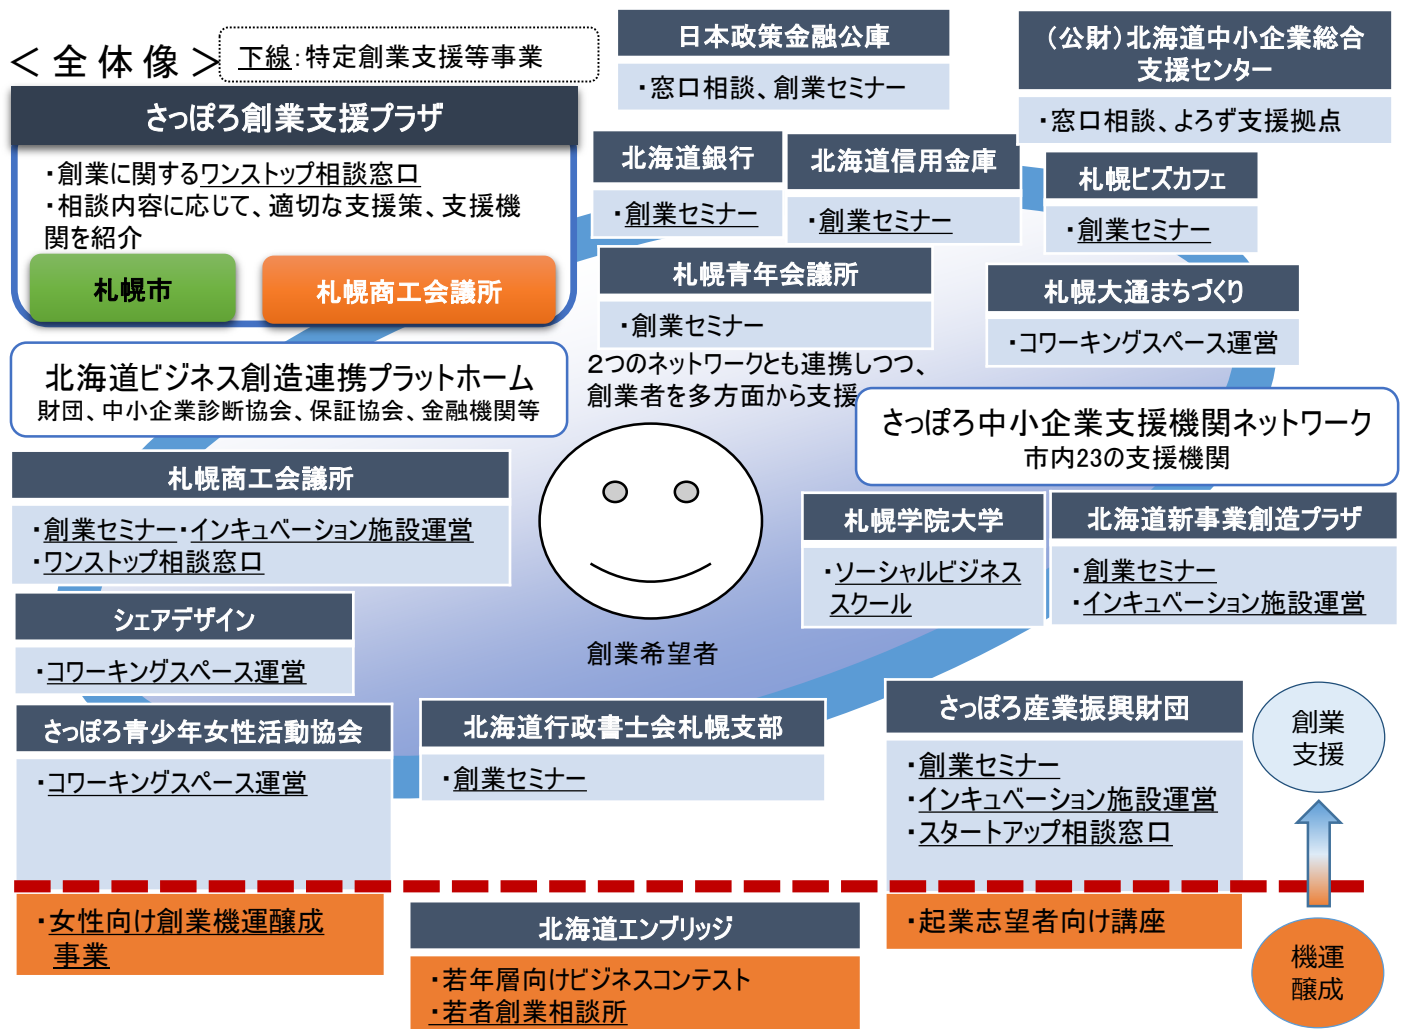 ＜全体像＞
下線：特定創業支援等事業
さっぽろ創業支援プラザ
・創業に関するワンストップ相談窓口
・相談内容に応じて、適切な支援策、支援機
関を紹介
札幌市
札幌商工会議所
日本政策金融公庫
・窓口相談、創業セミナー
（公財）北海道中小企業総合
支援センター
・窓口相談、よろず支援拠点
北海道銀行
・創業セミナー
北海道信用金庫
・創業セミナー
札幌ビズカフェ
・創業セミナー
札幌青年会議所
・創業セミナー
札幌大通まちづくり
・コワーキングスペース運営
北海道ビジネス創造連携プラットホーム
財団、中小企業診断協会、保証協会、金融機関等
２つのネットワークとも連携しつつ、
創業者を多方面から支援
さっぽろ中小企業支援機関ネットワーク
市内23の支援機関
札幌商工会議所
・創業セミナー・インキュベーション施設運営
・ワンストップ相談窓口
札幌学院大学
・ソーシャルビジネス
スクール
北海道新事業創造プラザ
・創業セミナー
・インキュベーション施設運営
シェアデザイン
・コワーキングスペース運営
創業希望者
さっぽろ青少年女性活動協会
・コワーキングスペース運営
北海道行政書士会札幌支部
・創業セミナー
さっぽろ産業振興財団
・創業セミナー
・インキュベーション施設運営
・スタートアップ相談窓口
創業
支援
・女性向け創業機運醸成
事業
北海道エンブリッジ
・若年層向けビジネスコンテスト
・若者創業相談所
・起業志望者向け講座
機運
醸成